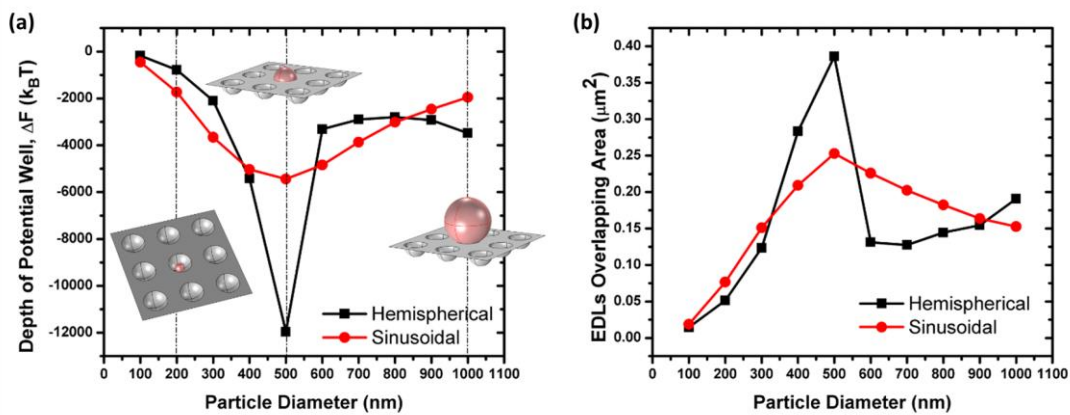 (a)
Depth of Potential Well, ΔF (k_BT)
0
-2000
-4000
-6000
-8000
-10000
-12000
Hemispherical
Sinusoidal
0 100 200 300 400 500 600 700 800 900 1000 1100
Particle Diameter (nm)
(b)
EDLs Overlapping Area (μm²)
0.40
0.35
0.30
0.25
0.20
0.15
0.10
0.05
0.00
Hemispherical
Sinusoidal
0 100 200 300 400 500 600 700 800 900 1000 1100
Particle Diameter (nm)